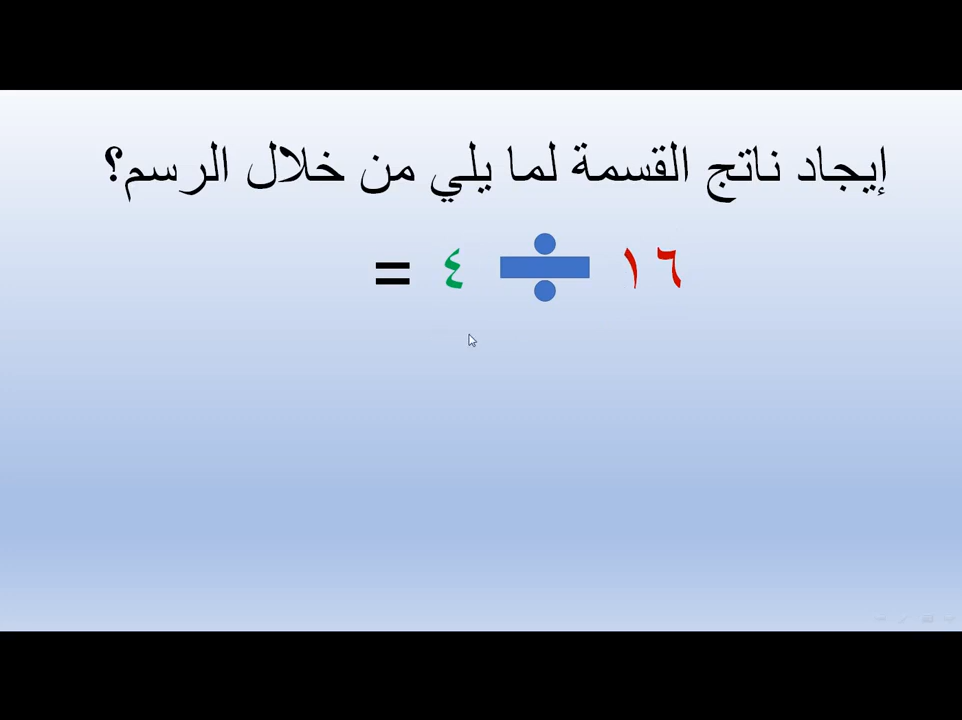 إيجاد ناتج القسمة لما يلي من خلال الرسم؟
١٦ ÷ ٤ =